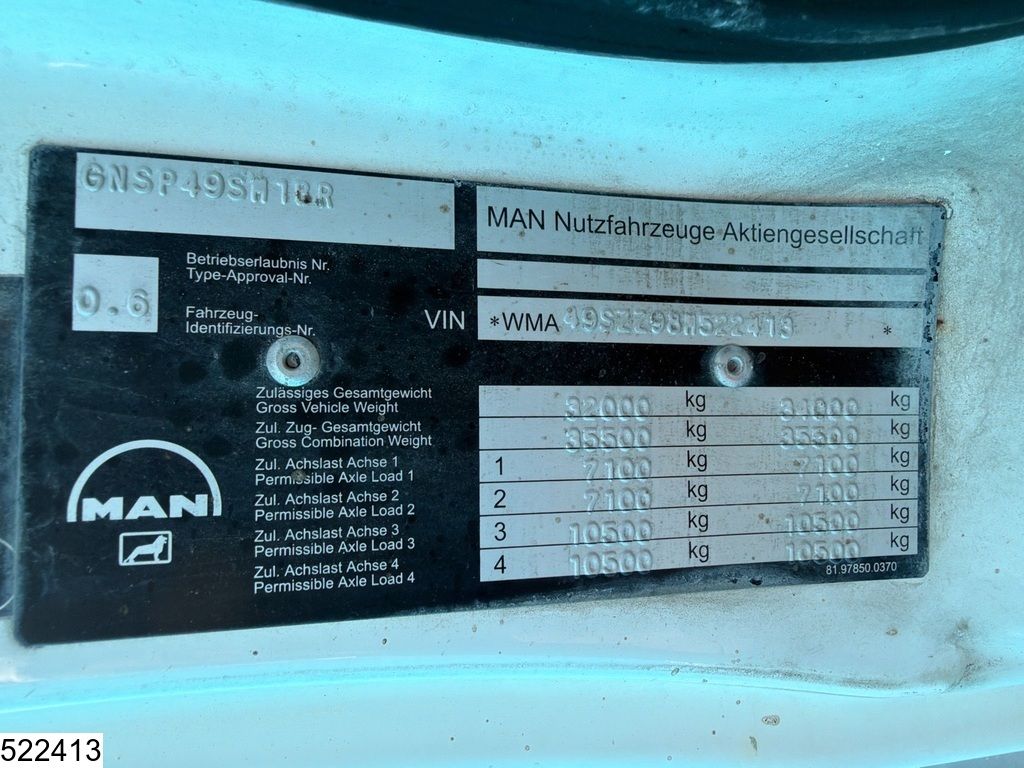 GNSP49SM18R
MAN Nutzfahrzeuge Aktiengesellschaft
Betriebserlaubnis Nr.
Type-Approval-Nr.
0.6
Fahrzeug-
Identifizierungs-Nr.
VIN *WMA49SZZ98M522413 *
Zulässiges Gesamtgewicht
Gross Vehicle Weight
32000 kg 34000 kg
Zul. Zug- Gesamtgewicht
Gross Combination Weight
35500 kg 35500 kg
Zul. Achslast Achse 1
Permissible Axle Load 1
1 7100 kg 7100 kg
Zul. Achslast Achse 2
Permissible Axle Load 2
2 7100 kg 7100 kg
Zul. Achslast Achse 3
Permissible Axle Load 3
3 10500 kg 10500 kg
Zul. Achslast Achse 4
Permissible Axle Load 4
4 10500 kg 10500 kg
MAN
81.97850.0370
522413